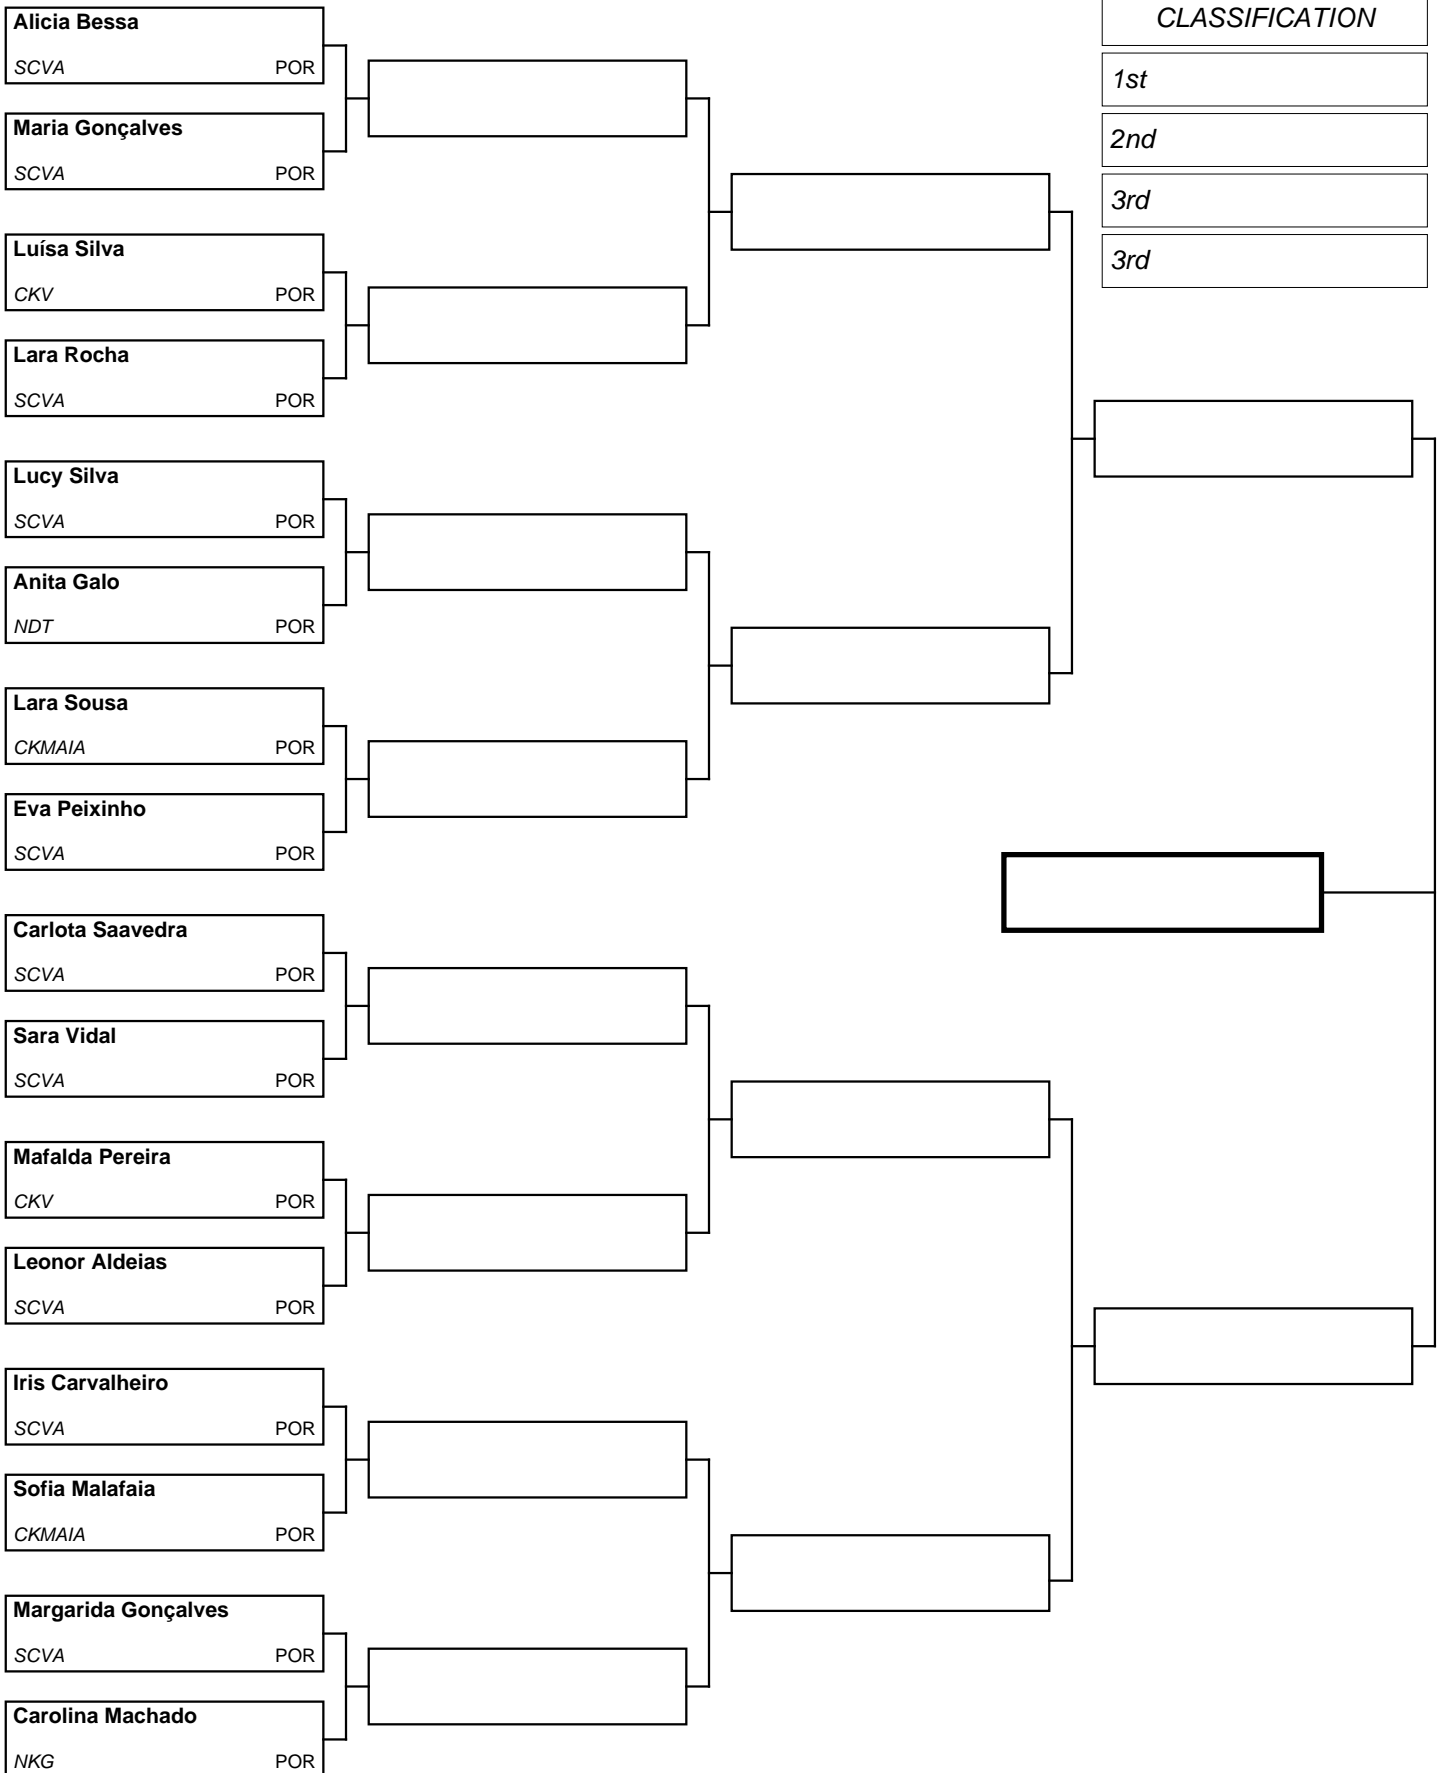 Alicia Bessa
SCVA POR
Maria Gonçalves
SCVA POR
Luísa Silva
CKV POR
Lara Rocha
SCVA POR
Lucy Silva
SCVA POR
Anita Galo
NDT POR
Lara Sousa
CKMAIA POR
Eva Peixinho
SCVA POR
Carlota Saavedra
SCVA POR
Sara Vidal
SCVA POR
Mafalda Pereira
CKV POR
Leonor Aldeias
SCVA POR
Iris Carvalheiro
SCVA POR
Sofia Malafaia
CKMAIA POR
Margarida Gonçalves
SCVA POR
Carolina Machado
NKG POR
CLASSIFICATION
1st
2nd
3rd
3rd